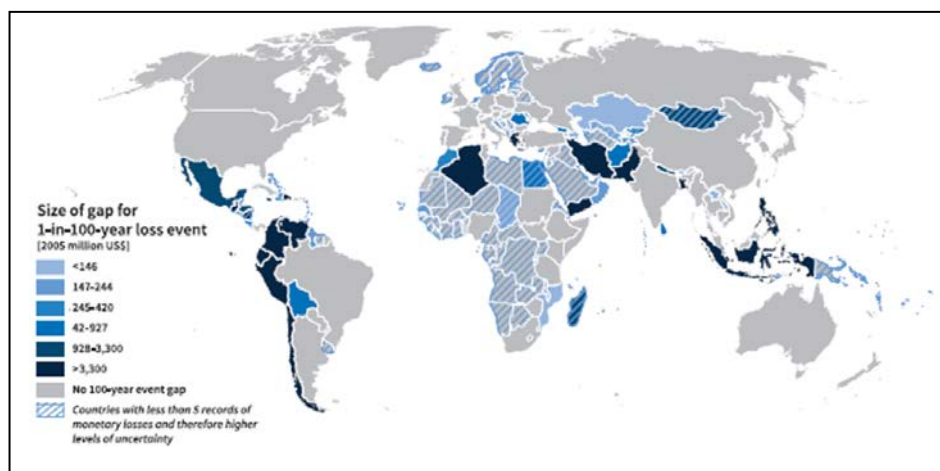 Size of gap for
1-in-100-year loss event
[2005 million US$]
<146
147-244
245-420
42-927
928-3,300
>3,300
No 100-year event gap
Countries with less than 5 records of
monetary losses and therefore higher
levels of uncertainty